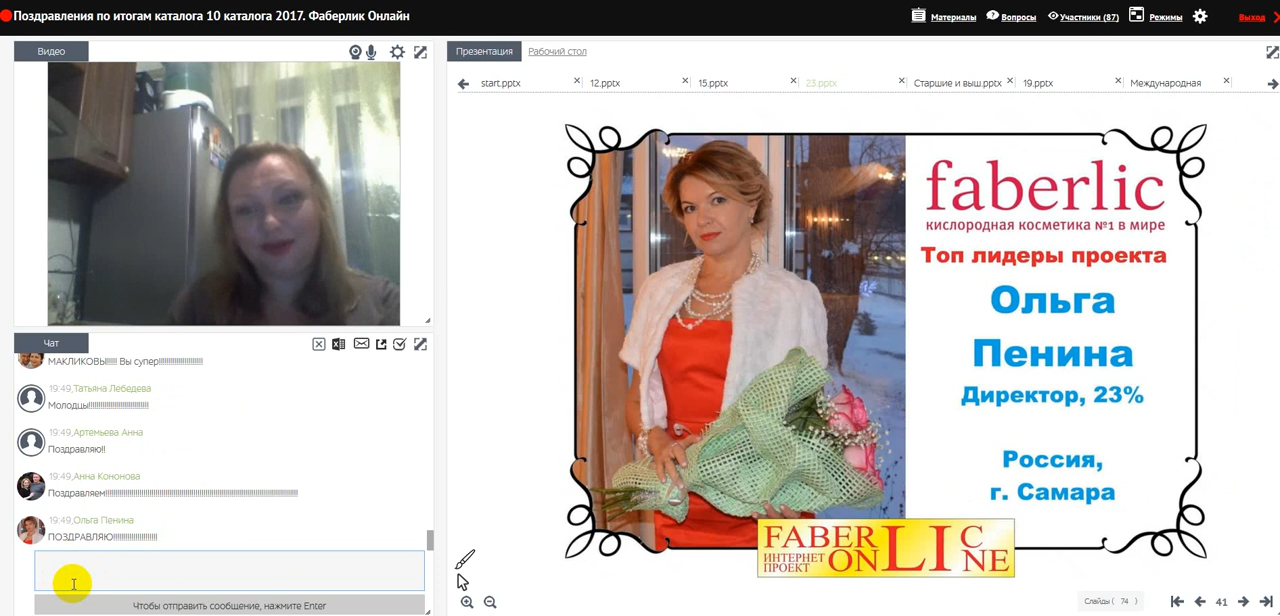 Поздравления по итогам каталога 10 каталога 2017. Фаберлик Онлайн
Материалы
Вопросы
Участники (87)
Режимы
Выход
Видео
Презентация
Рабочий стол
start.pptx
12.pptx
15.pptx
23.pptx
Старшие и выш.pptx
19.pptx
Международная
faberlic
кислородная косметика №1 в мире
Топ лидеры проекта
Ольга
Пенина
Директор, 23%
Россия,
г. Самара
FABERLIC
ИНТЕРНЕТ ПРОЕКТ
ONLINE
Чат
МАКЛИКОВЫ!!!!! Вы супер!!!!!!!!!!!!!!!!!!!!!!
19:49,Татьяна Лебедева
Молодцы!!!!!!!!!!!!!!!!!!!!!!!!!!!!!!
19:49,Артемьева Анна
Поздравляю!!
19:49,Анна Кононова
Поздравляем!!!!!!!!!!!!!!!!!!!!!!!!!!!!!!!!!!!!!!!!!!!!!!!!!!!!!!!!!!!!!!!!!!!!!!!!!!!!!!!!!!!!!!!!!!!!!!!!
19:49,Ольга Пенина
ПОЗДРАВЛЯЮ!!!!!!!!!!!!!!!!!!!!!!
Чтобы отправить сообщение, нажмите Enter
Слайды ( 74 )
41